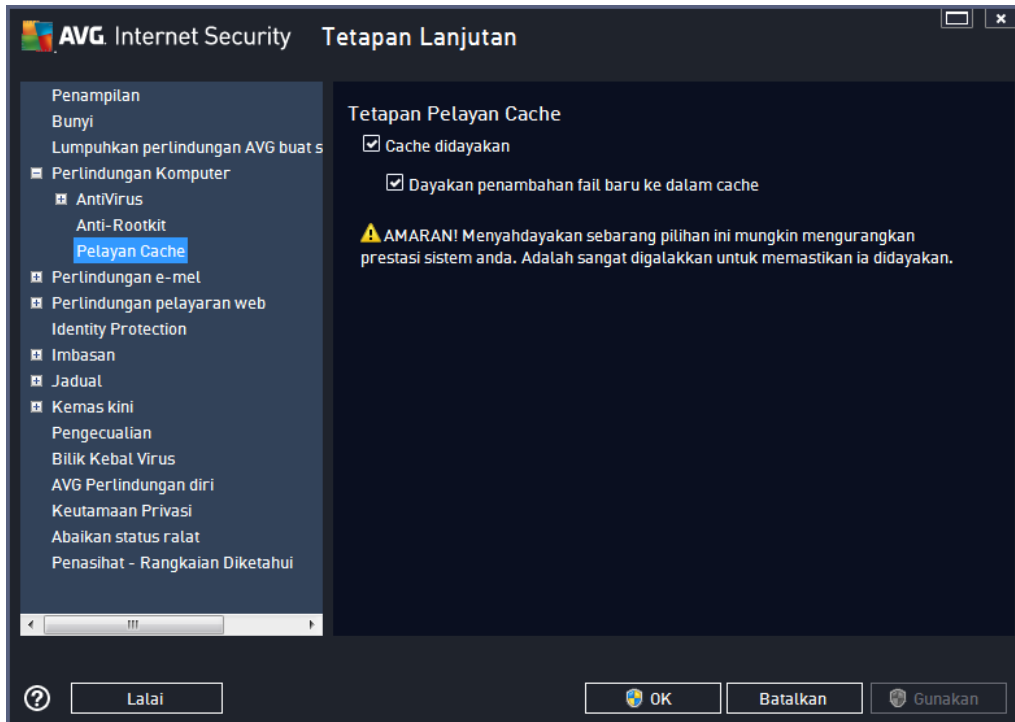 AVG. Internet Security Tetapan Lanjutan
Penampilan
Bunyi
Lumpuhkan perlindungan AVG buat s
Perlindungan Komputer
AntiVirus
Anti-Rootkit
Pelayan Cache
Perlindungan e-mel
Perlindungan pelayaran web
Identity Protection
Imbasan
Jadual
Kemas kini
Pengecualian
Bilik Kebal Virus
AVG Perlindungan diri
Keutamaan Privasi
Abaikan status ralat
Penasihat - Rangkaian Diketahui
Tetapan Pelayan Cache
Cache didayakan
Dayakan penambahan fail baru ke dalam cache
AMARAN! Menyahdayakan sebarang pilihan ini mungkin mengurangkan
prestasi sistem anda. Adalah sangat digalakkan untuk memastikan ia didayakan.
Lalai
OK
Batalkan
Gunakan